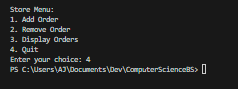 Store Menu:
1. Add Order
2. Remove Order
3. Display Orders
4. Quit
Enter your choice: 4
PS C:\Users\AJ\Documents\Dev\ComputerScienceBS>